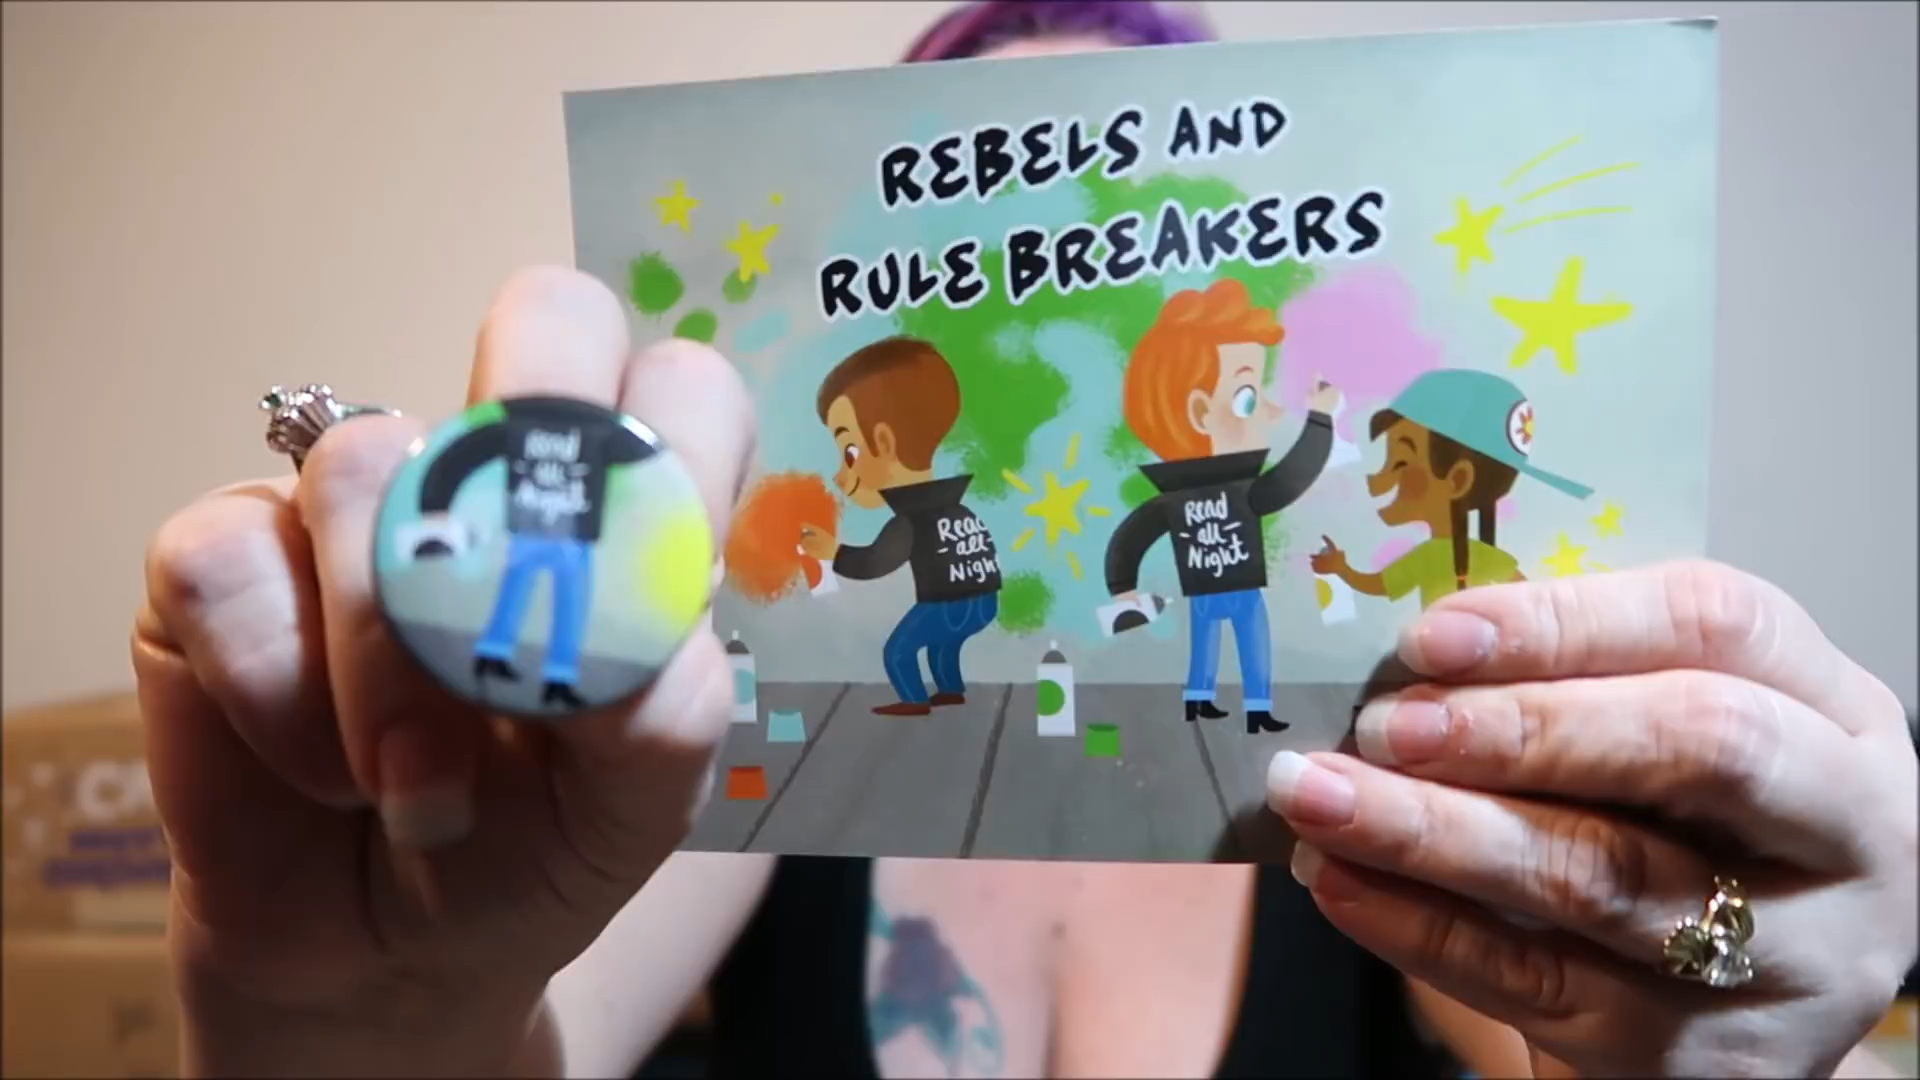 REBELS AND
RULE BREAKERS
Read
all
Night
Read
- all -
Night
Read
- all -
Night